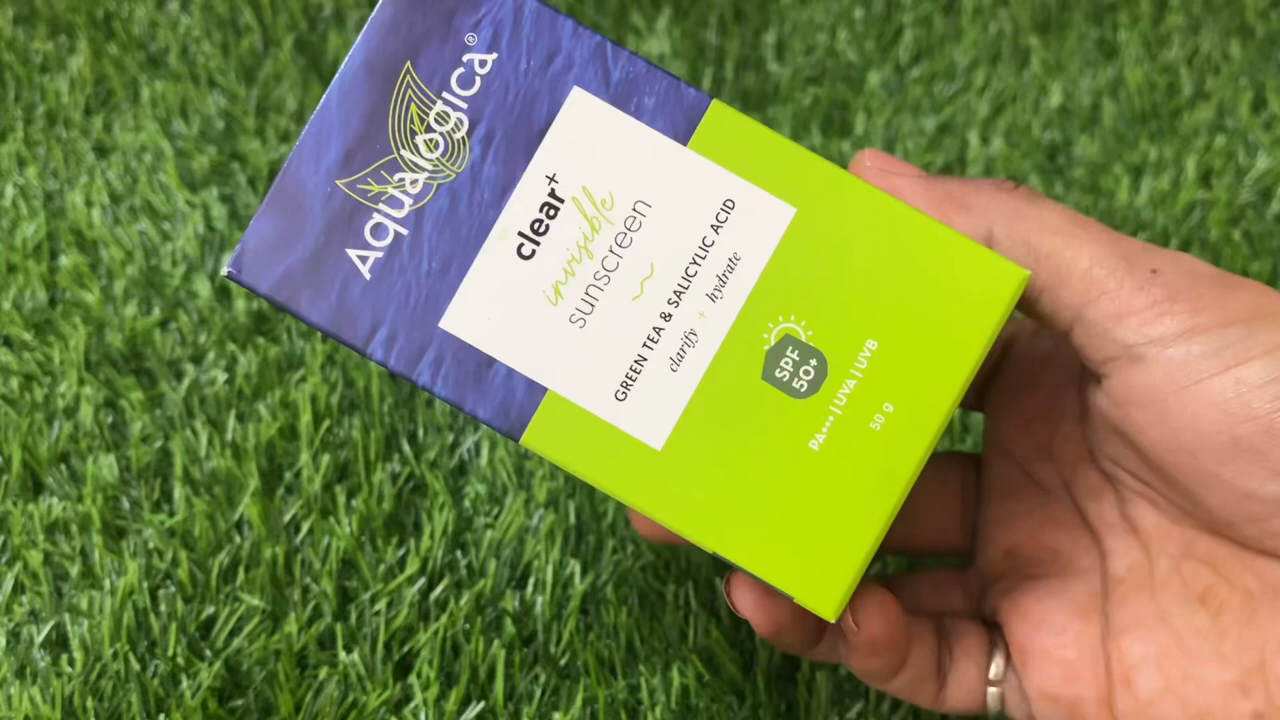 Aqualogica®
clear+
invisible
sunscreen
GREEN TEA & SALICYLIC ACID
clarify + hydrate
SPF
50+
PA+++ | UVA | UVB
50 g